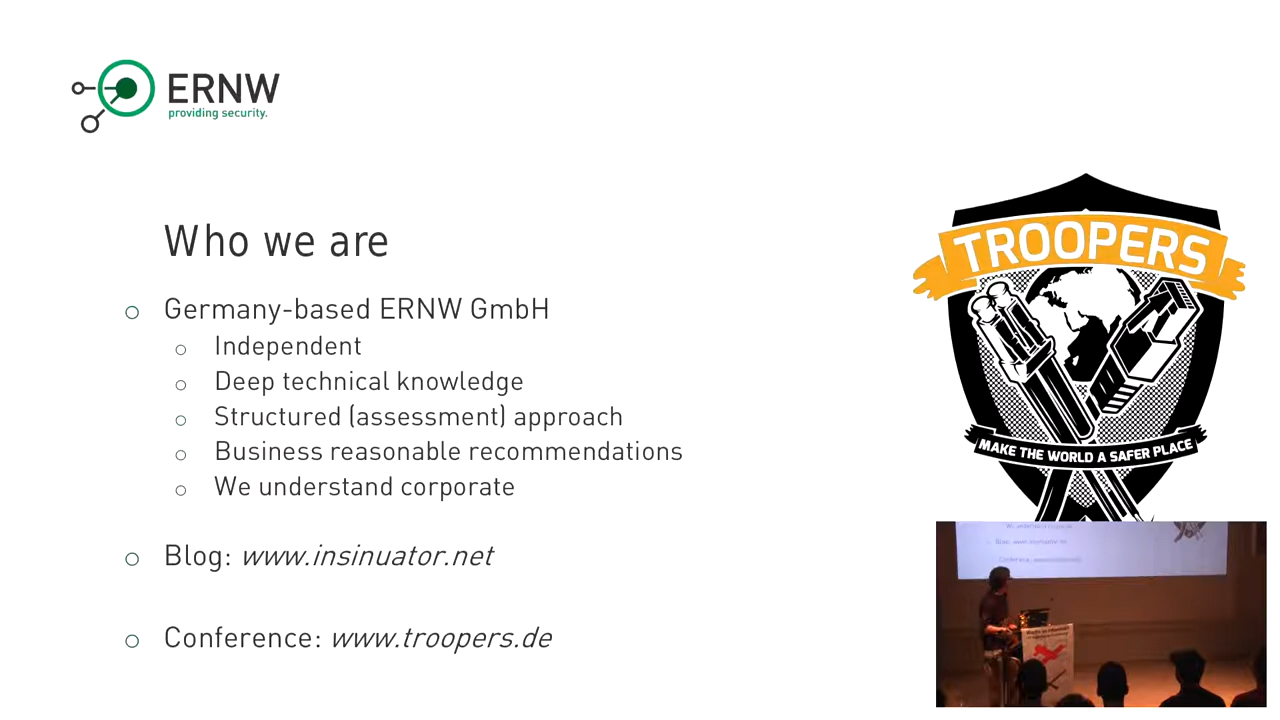 ERNW
providing security.
Who we are
Germany-based ERNW GmbH
Independent
Deep technical knowledge
Structured (assessment) approach
Business reasonable recommendations
We understand corporate
Blog: www.insinuator.net
Conference: www.troopers.de
TROOPERS
MAKE THE WORLD A SAFER PLACE